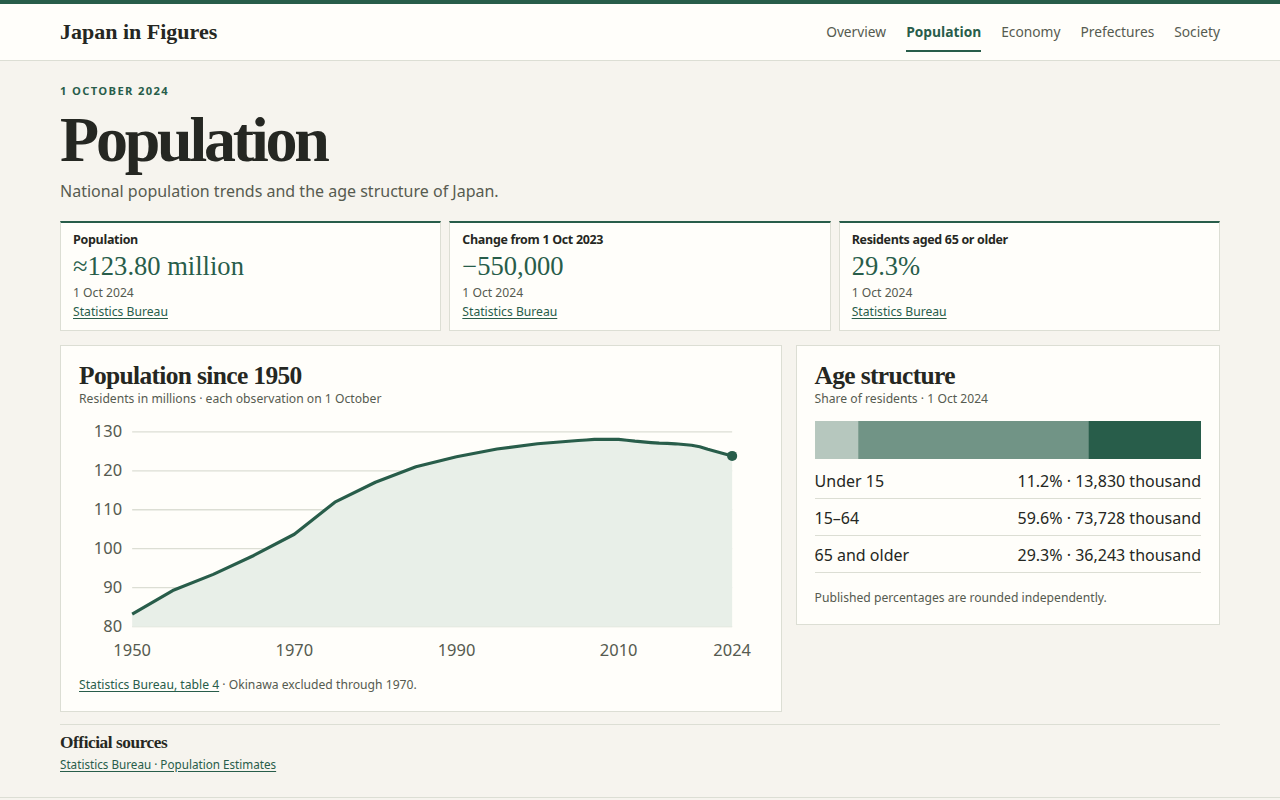 Japan in Figures
Overview Population Economy Prefectures Society
1 OCTOBER 2024
Population
National population trends and the age structure of Japan.
Population
≈123.80 million
1 Oct 2024
Statistics Bureau
Change from 1 Oct 2023
−550,000
1 Oct 2024
Statistics Bureau
Residents aged 65 or older
29.3%
1 Oct 2024
Statistics Bureau
Population since 1950
Residents in millions · each observation on 1 October
130
120
110
100
90
80
1950 1970 1990 2010 2024
Statistics Bureau, table 4 · Okinawa excluded through 1970.
Age structure
Share of residents · 1 Oct 2024
Under 15 11.2% · 13,830 thousand
15–64 59.6% · 73,728 thousand
65 and older 29.3% · 36,243 thousand
Published percentages are rounded independently.
Official sources
Statistics Bureau · Population Estimates